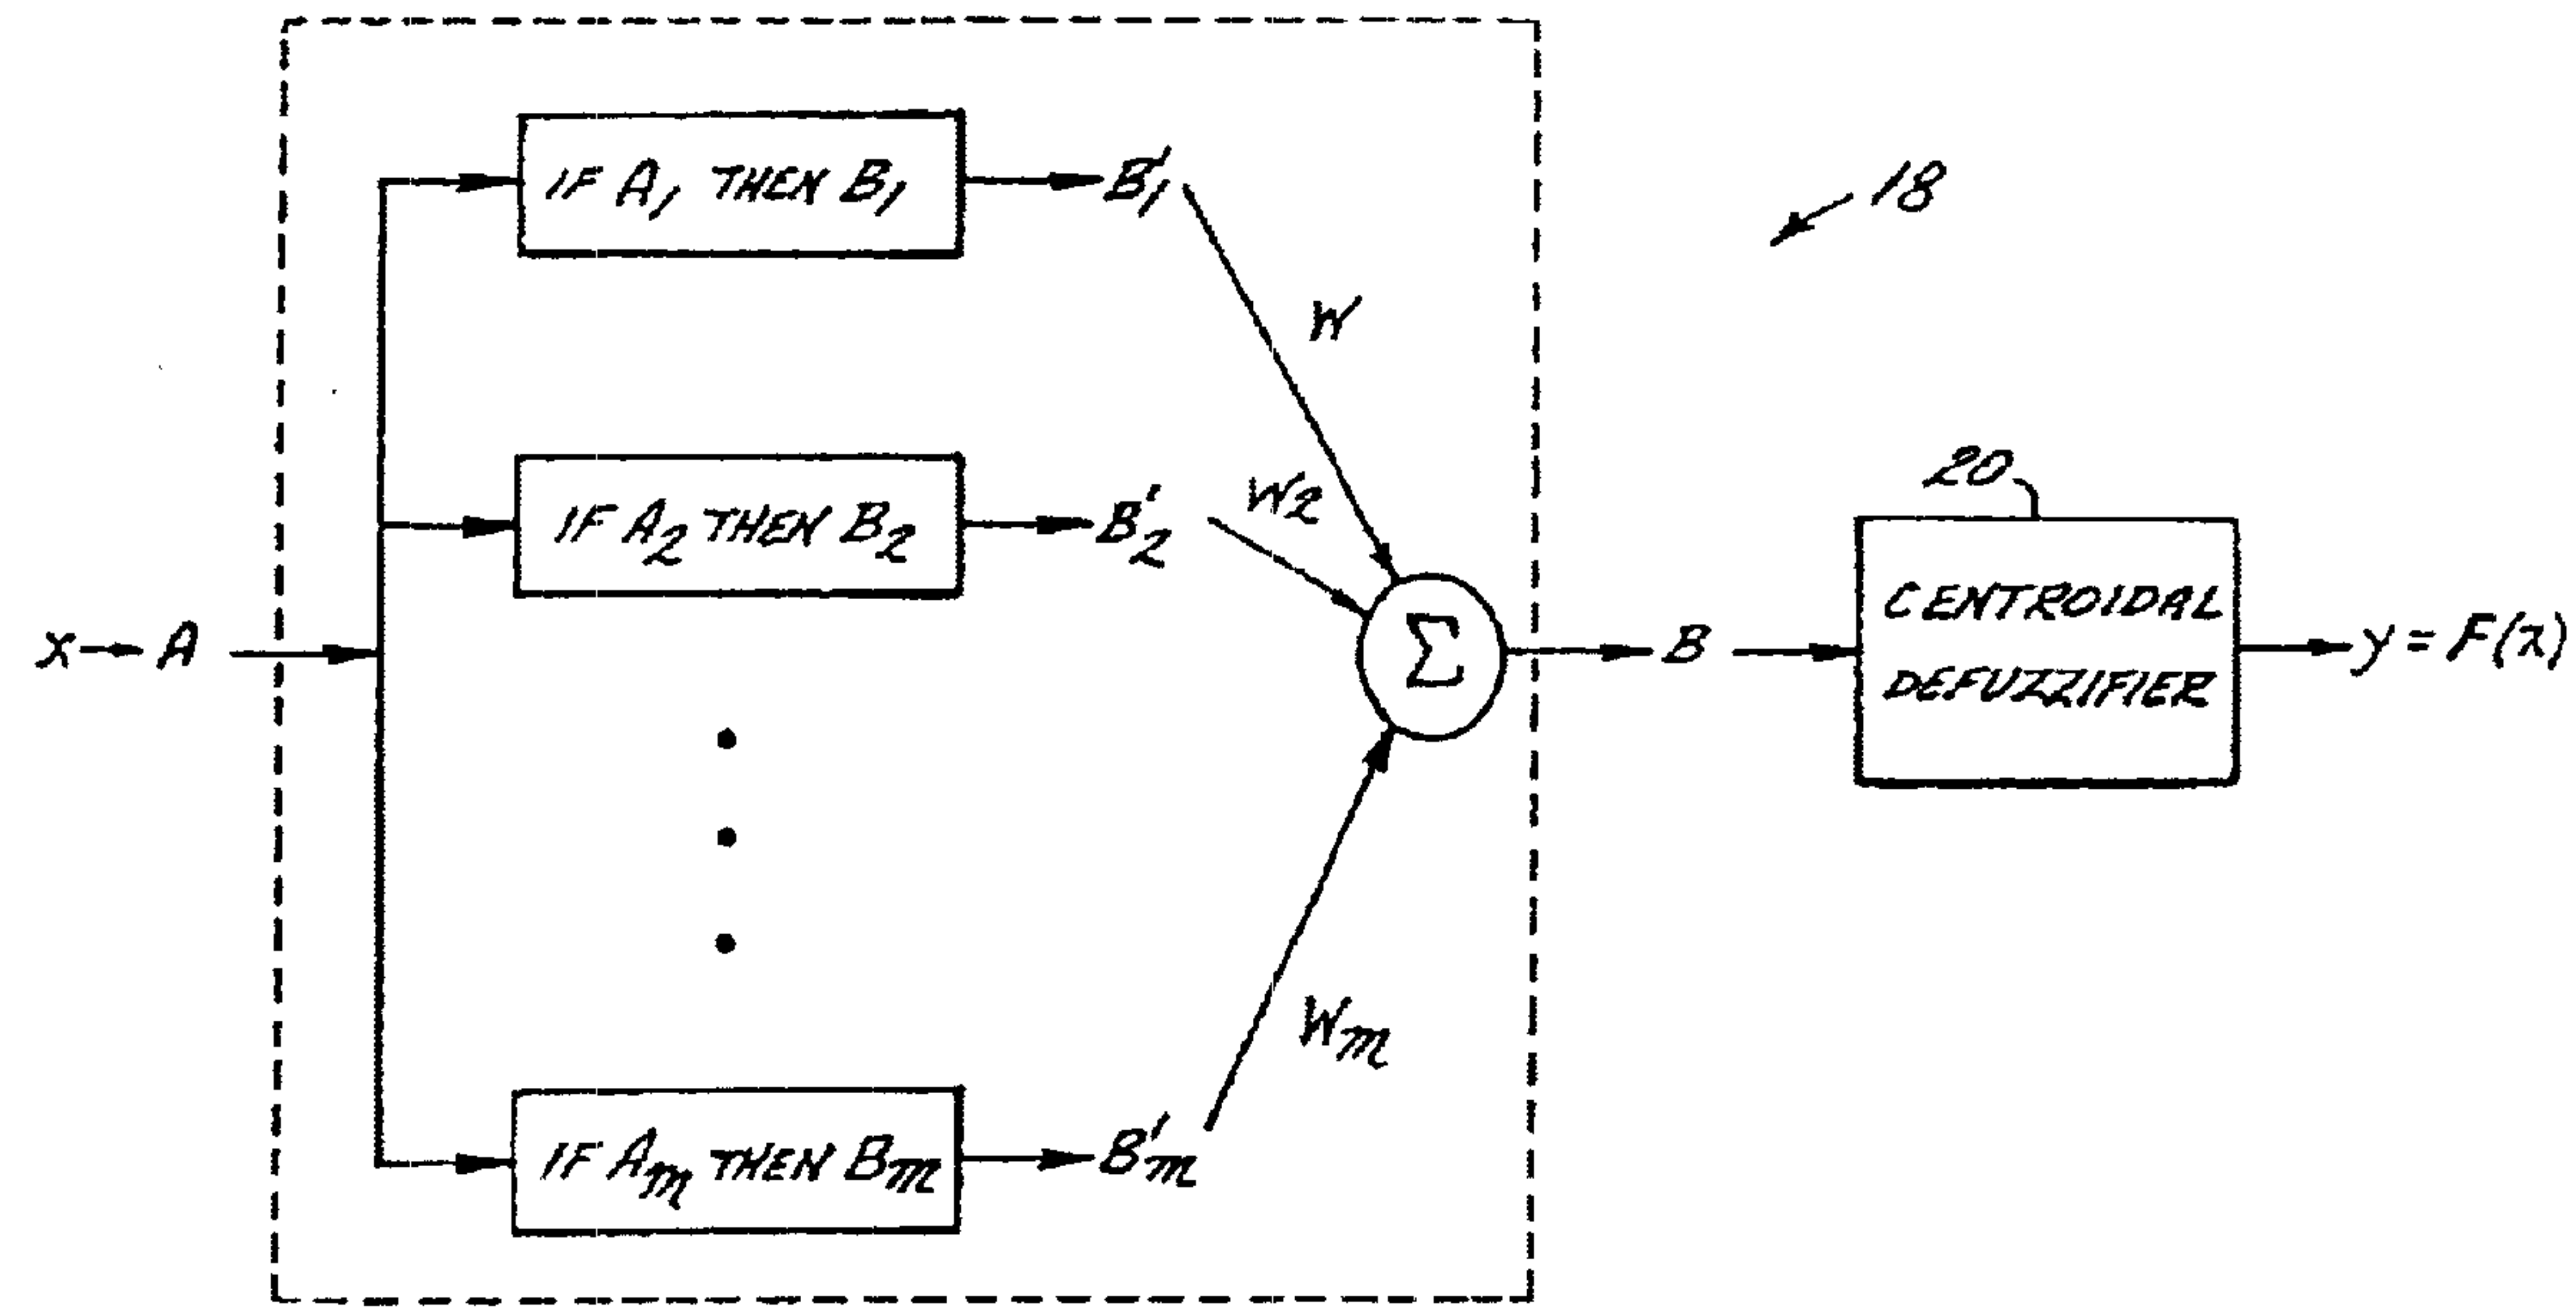 IF A₁ THEN B₁
B'₁
18
W
20
W₂
IF A₂ THEN B₂
B'₂
CENTROIDAL
DEFUZZIFIER
x → A
Σ
B
y = F(x)
Wm
IF Am THEN Bm
B'm